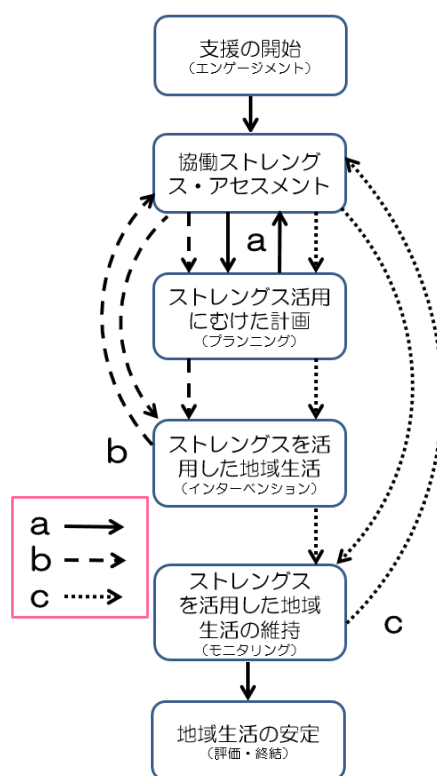 支援の開始
（エンゲージメント）
協働ストレング
ス・アセスメント
a
ストレングス活用
にむけた計画
（プランニング）
b
ストレングスを活
用した地域生活
（インターベンション）
a
b
c
ストレングス
を活用した地域
生活の維持
（モニタリング）
c
地域生活の安定
（評価・終結）